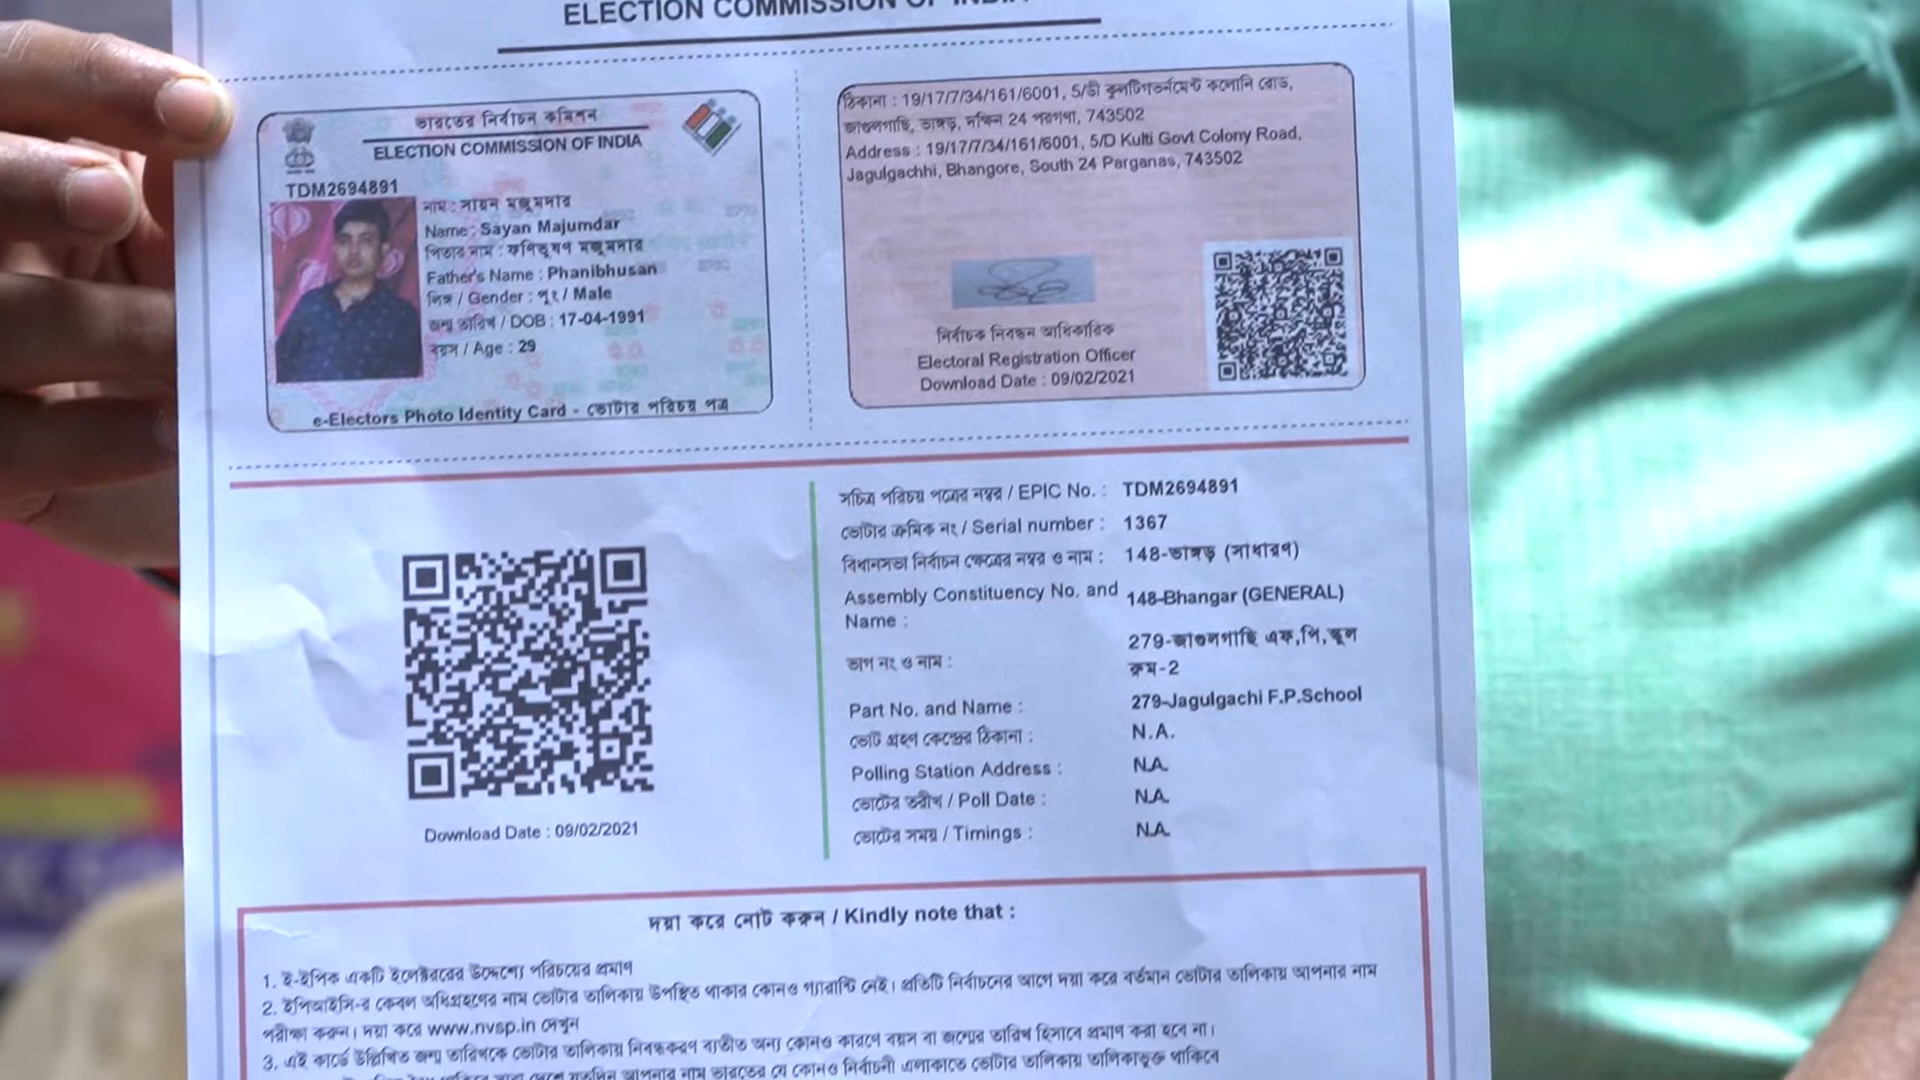 ELECTION COMMISSION OF INDIA
ভারতের নির্বাচন কমিশন
ELECTION COMMISSION OF INDIA
TDM2694891
নাম : সায়ন মজুমদার
Name : Sayan Majumdar
পিতার নাম : ফণিভূষণ মজুমদার
Father's Name : Phanibhusan
লিঙ্গ / Gender : পুং / Male
জন্ম তারিখ / DOB : 17-04-1991
বয়স / Age : 29
e-Electors Photo Identity Card - ভোটার পরিচয় পত্র
ঠিকানা : 19/17/7/34/161/6001, 5/ডী কুলটিগভর্নমেন্ট কলোনি রোড,
জাগুলগাছি, ভাঙ্গড়, দক্ষিন 24 পরগণা, 743502
Address : 19/17/7/34/161/6001, 5/D Kulti Govt Colony Road,
Jagulgachhi, Bhangore, South 24 Parganas, 743502
নির্বাচক নিবন্ধন আধিকারিক
Electoral Registration Officer
Download Date : 09/02/2021
Download Date : 09/02/2021
সচিত্র পরিচয় পত্রের নম্বর / EPIC No. : TDM2694891
ভোটার ক্রমিক নং / Serial number : 1367
বিধানসভা নির্বাচন ক্ষেত্রের নম্বর ও নাম : 148-ভাঙ্গড় (সাধারণ)
Assembly Constituency No. and Name : 148-Bhangar (GENERAL)
ভাগ নং ও নাম : 279-জাগুলগাছি এফ,পি,স্কুল রুম-2
Part No. and Name : 279-Jagulgachi F.P.School
ভোট গ্রহণ কেন্দ্রের ঠিকানা : N.A.
Polling Station Address : N.A.
ভোটের তারীখ / Poll Date : N.A.
ভোটের সময় / Timings : N.A.
দয়া করে নোট করুন / Kindly note that :
1. ই-ইপিক একটি ইলেক্টররের উদ্দেশ্যে পরিচয়ের প্রমাণ
2. ইপিআইসি-র কেবল অধিগ্রহণের নাম ভোটার তালিকায় উপস্থিত থাকার কোনও গ্যারান্টি নেই। প্রতিটি নির্বাচনের আগে দয়া করে বর্তমান ভোটার তালিকায় আপনার নাম
পরীক্ষা করুন। দয়া করে www.nvsp.in দেখুন
3. এই কার্ডে উল্লিখিত জন্ম তারিখকে ভোটার তালিকায় নিবন্ধকরণ ব্যতীত অন্য কোনও কারণে বয়স বা জন্মের তারিখ হিসাবে প্রমাণ করা হবে না।
আপনার নাম ভারতের যে কোনও নির্বাচনী এলাকাতে ভোটার তালিকায় তালিকাভুক্ত থাকিবে